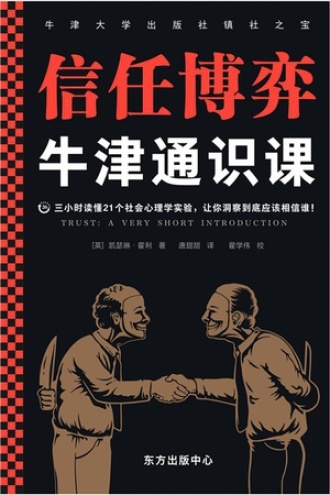 牛津大学出版社镇社之宝
信任博弈
牛津通识课
三小时读懂21个社会心理学实验，让你洞察到底应该相信谁！
TRUST: A VERY SHORT INTRODUCTION
[英] 凯瑟琳·霍利 著 唐甜甜 译 翟学伟 校
东方出版中心